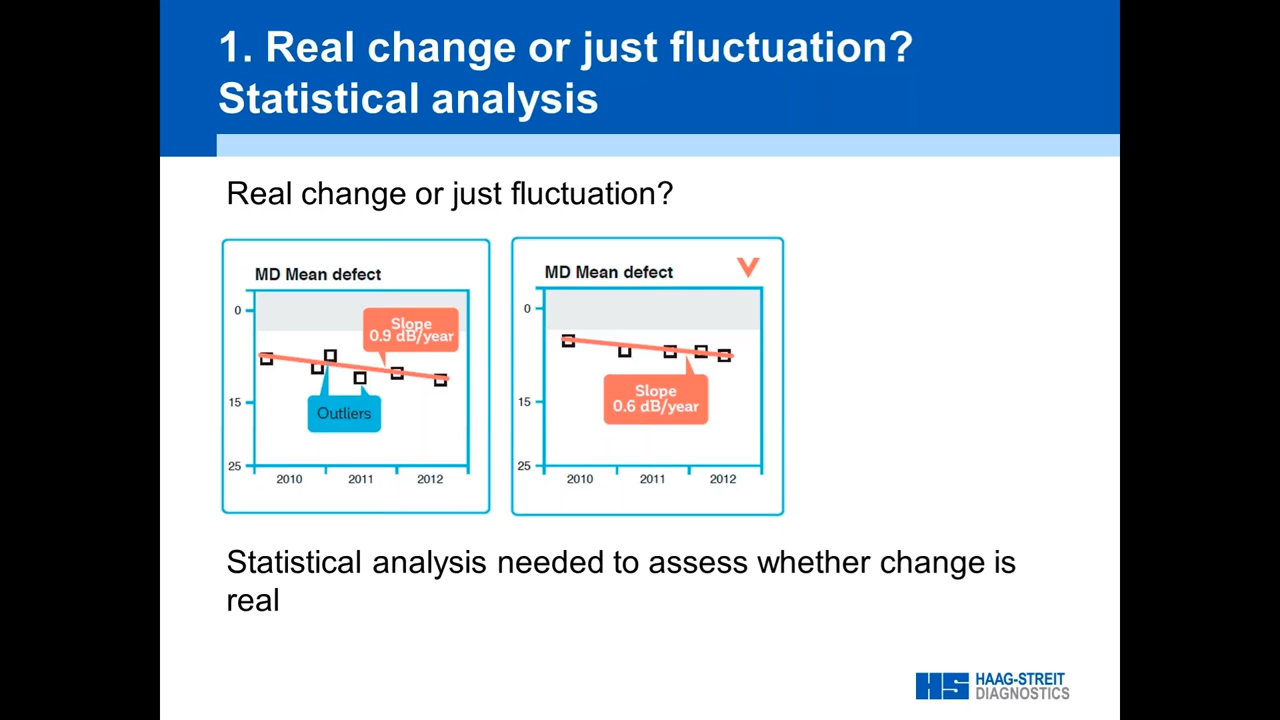 1. Real change or just fluctuation?
Statistical analysis
Real change or just fluctuation?
MD Mean defect
0
15
25
2010
2011
2012
Slope
0.9 dB/year
Outliers
MD Mean defect
0
15
25
2010
2011
2012
Slope
0.6 dB/year
Statistical analysis needed to assess whether change is
real
HS
HAAG-STREIT
DIAGNOSTICS